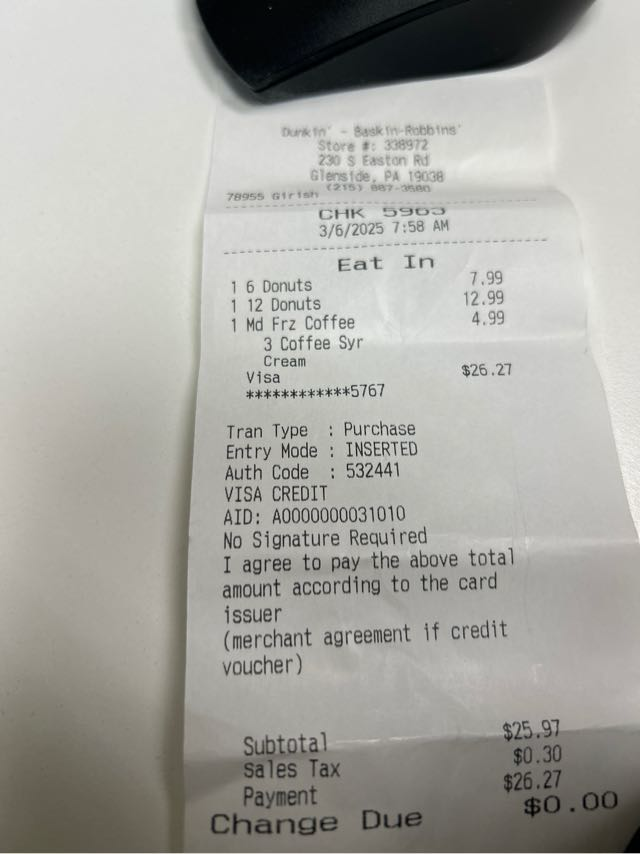 Dunkin' - Baskin-Robbins'
Store #: 338972
230 S Easton Rd
Glenside, PA 19038
(215) 887-3580
78955 Girish
CHK 5963
3/6/2025 7:58 AM
Eat In
1 6 Donuts 7.99
1 12 Donuts 12.99
1 Md Frz Coffee 4.99
3 Coffee Syr
Cream
Visa $26.27
************5767
Tran Type : Purchase
Entry Mode : INSERTED
Auth Code : 532441
VISA CREDIT
AID: A0000000031010
No Signature Required
I agree to pay the above total
amount according to the card
issuer
(merchant agreement if credit
voucher)
Subtotal $25.97
Sales Tax $0.30
Payment $26.27
Change Due $0.00